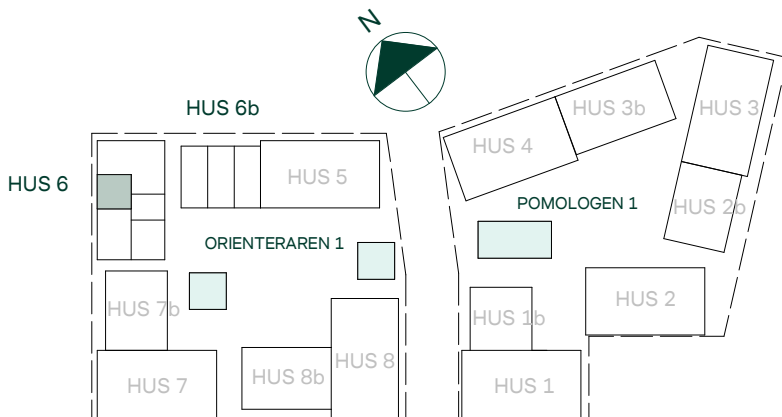 N
HUS 6b
HUS 3b
HUS 3
HUS 4
HUS 6
HUS 5
POMOLOGEN 1
HUS 2b
ORIENTERAREN 1
HUS 7b
HUS 1b
HUS 2
HUS 7
HUS 8b
HUS 8
HUS 1